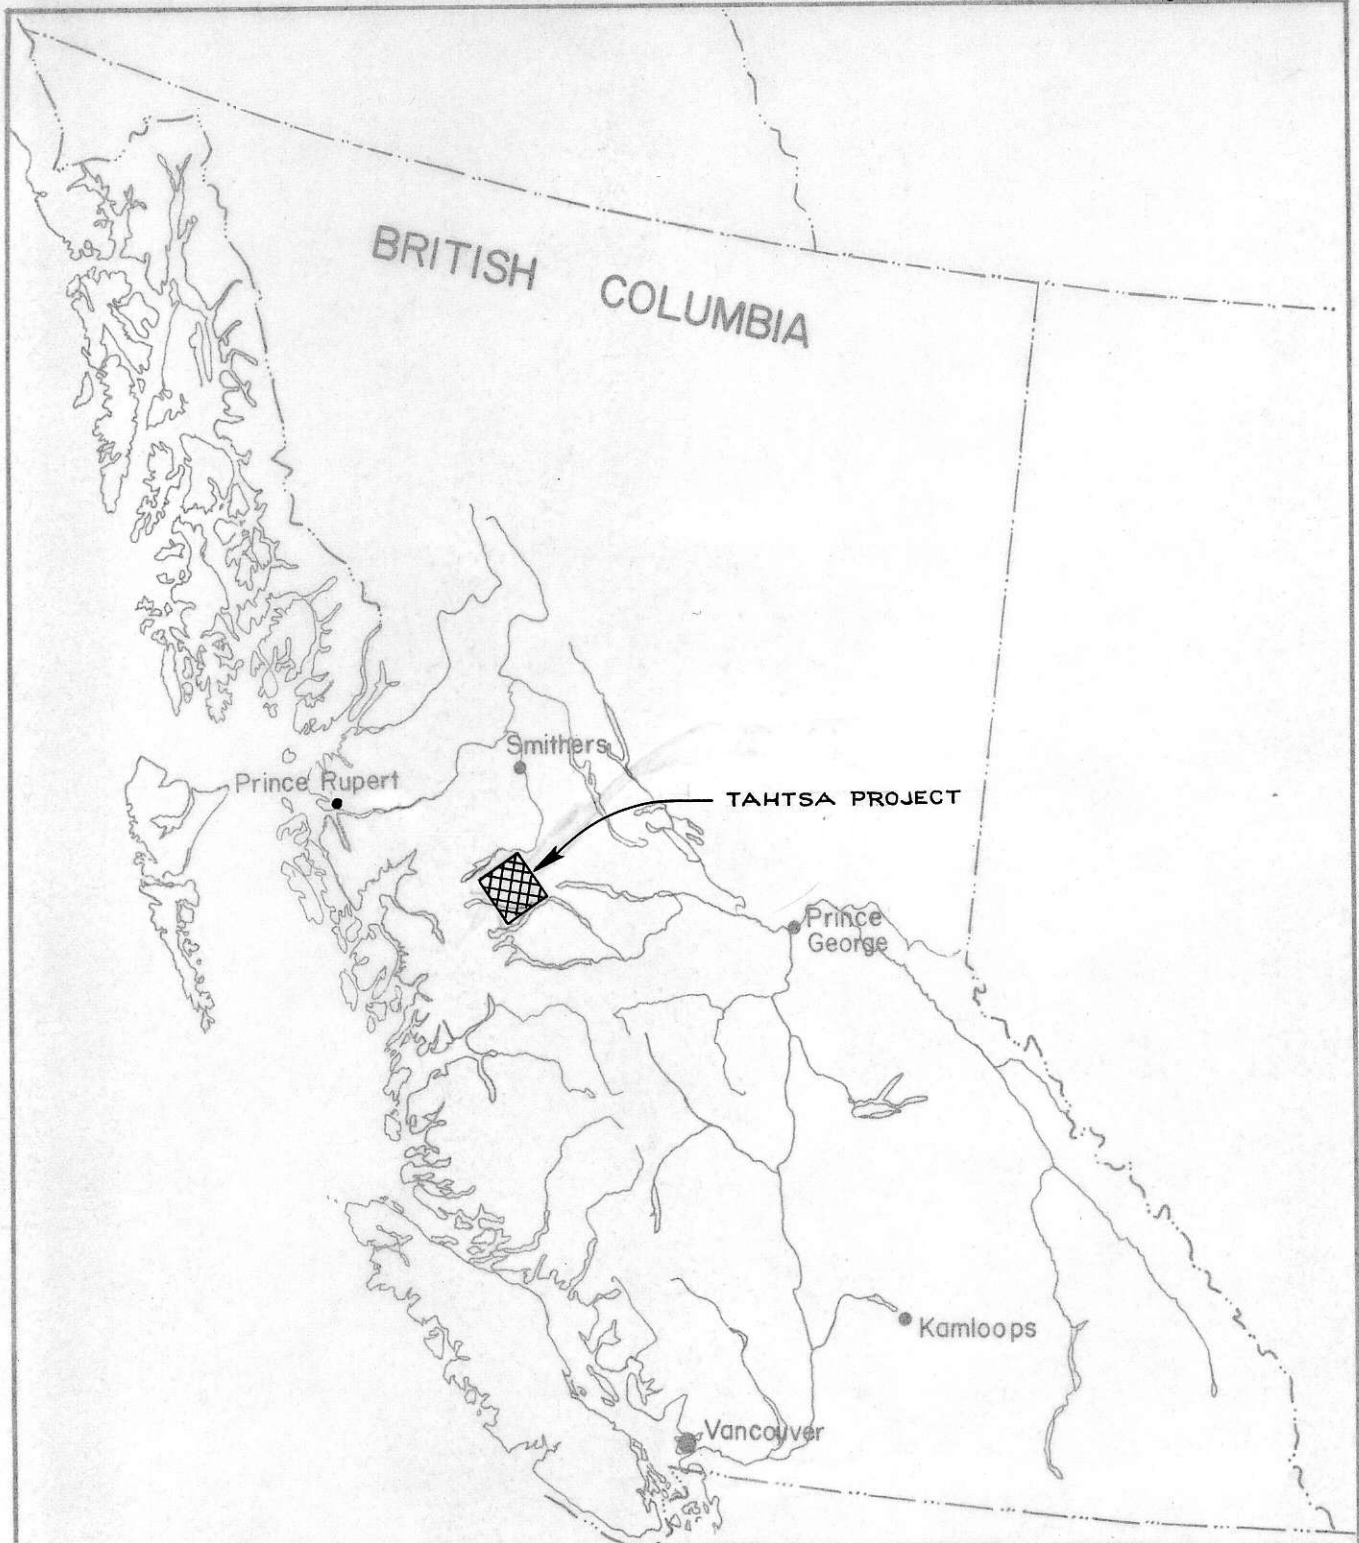 BRITISH COLUMBIA
Smithers
Prince Rupert
TAHTSA PROJECT
Prince
George
Kamloops
Vancouver